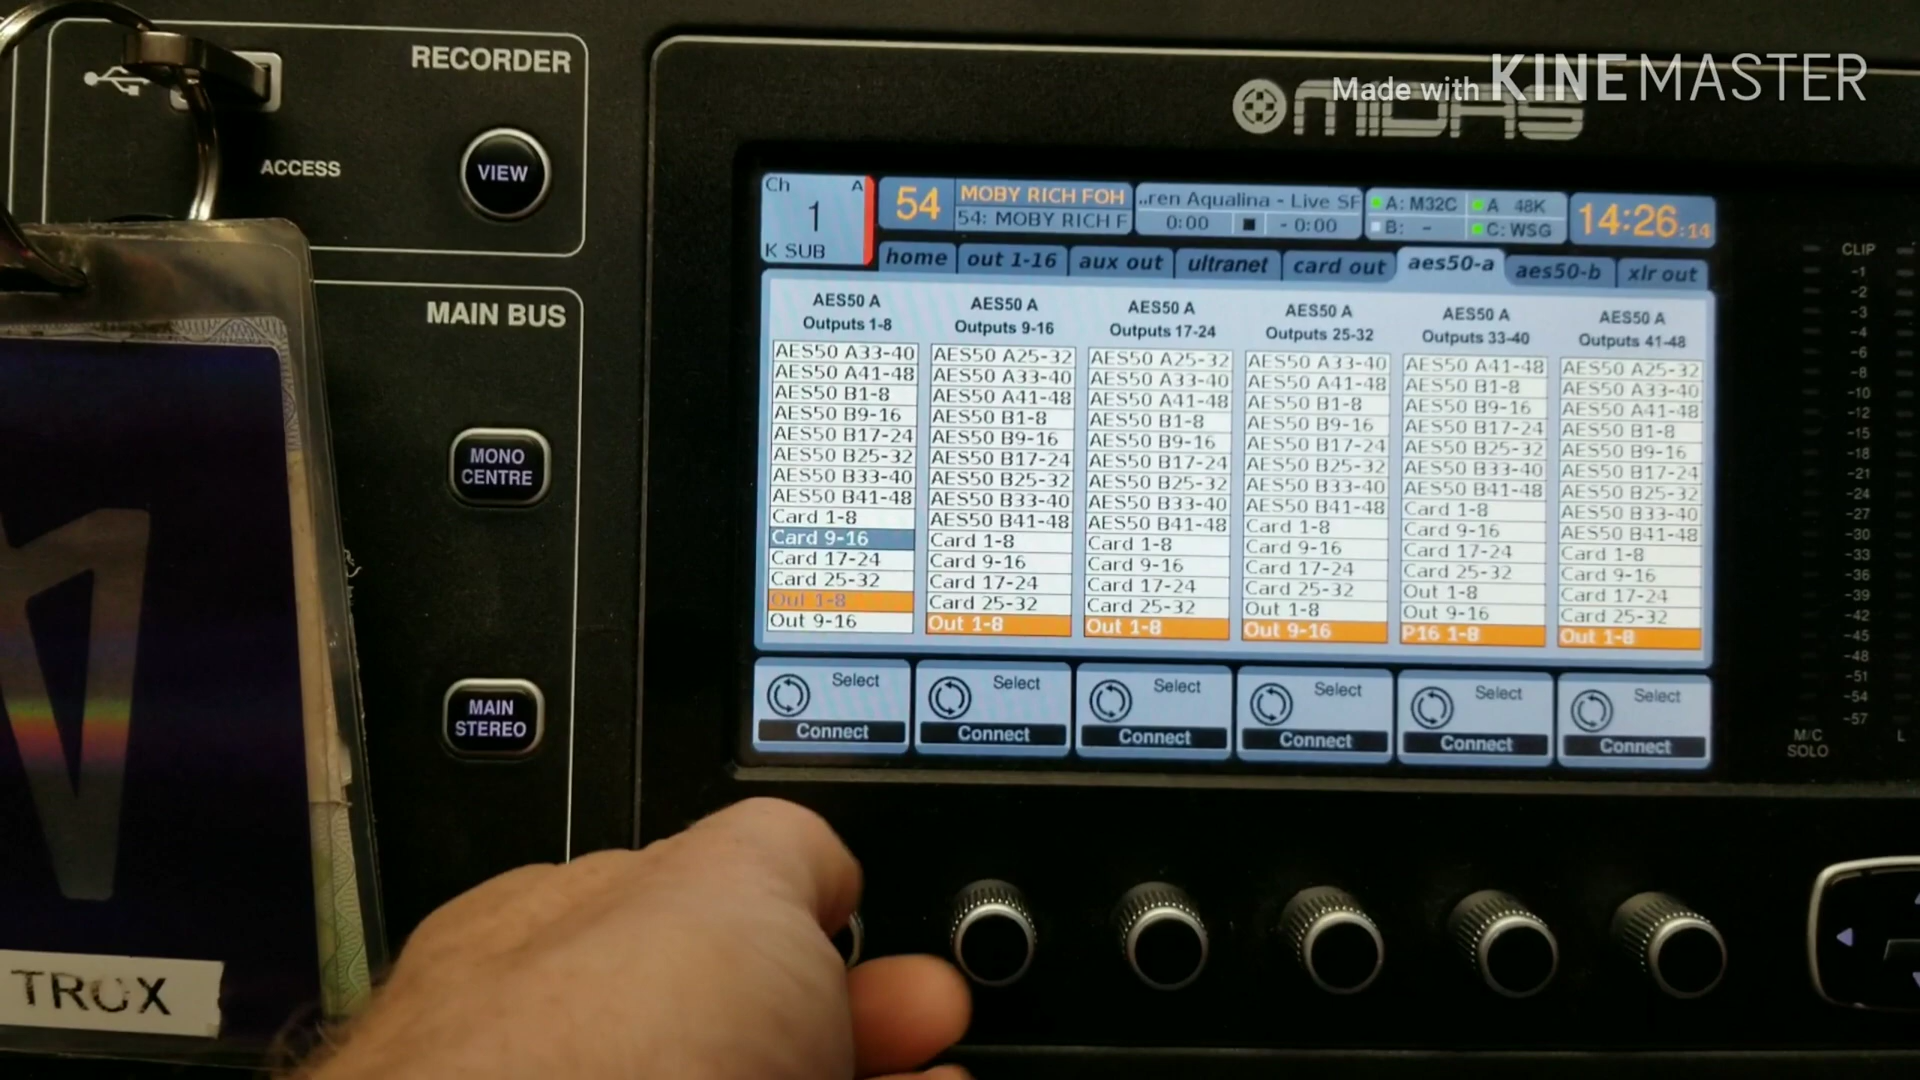 RECORDER
ACCESS
VIEW
MAIN BUS
MONO
CENTRE
MAIN
STEREO
TRUX
Made with KINEMASTER
MIDAS
Ch A
1
K SUB
54
MOBY RICH FOH
54: MOBY RICH F
..ren Aqualina - Live SF
0:00 - 0:00
A: M32C A 48K
B: - C: WSG
14:26:14
home out 1-16 aux out ultranet card out aes50-a aes50-b xlr out
AES50 A
Outputs 1-8
AES50 A33-40
AES50 A41-48
AES50 B1-8
AES50 B9-16
AES50 B17-24
AES50 B25-32
AES50 B33-40
AES50 B41-48
Card 1-8
Card 9-16
Card 17-24
Card 25-32
Out 1-8
Out 9-16
AES50 A
Outputs 9-16
AES50 A25-32
AES50 A33-40
AES50 A41-48
AES50 B1-8
AES50 B9-16
AES50 B17-24
AES50 B25-32
AES50 B33-40
AES50 B41-48
Card 1-8
Card 9-16
Card 17-24
Card 25-32
Out 1-8
AES50 A
Outputs 17-24
AES50 A25-32
AES50 A33-40
AES50 A41-48
AES50 B1-8
AES50 B9-16
AES50 B17-24
AES50 B25-32
AES50 B33-40
AES50 B41-48
Card 1-8
Card 9-16
Card 17-24
Card 25-32
Out 1-8
AES50 A
Outputs 25-32
AES50 A33-40
AES50 A41-48
AES50 B1-8
AES50 B9-16
AES50 B17-24
AES50 B25-32
AES50 B33-40
AES50 B41-48
Card 1-8
Card 9-16
Card 17-24
Card 25-32
Out 1-8
Out 9-16
AES50 A
Outputs 33-40
AES50 A41-48
AES50 B1-8
AES50 B9-16
AES50 B17-24
AES50 B25-32
AES50 B33-40
AES50 B41-48
Card 1-8
Card 9-16
Card 17-24
Card 25-32
Out 1-8
Out 9-16
P16 1-8
AES50 A
Outputs 41-48
AES50 A25-32
AES50 A33-40
AES50 A41-48
AES50 B1-8
AES50 B9-16
AES50 B17-24
AES50 B25-32
AES50 B33-40
AES50 B41-48
Card 1-8
Card 9-16
Card 17-24
Card 25-32
Out 1-8
Select Select Select Select Select Select
Connect Connect Connect Connect Connect Connect
CLIP
-1
-2
-3
-4
-6
-8
-10
-12
-15
-18
-21
-24
-27
-30
-33
-36
-39
-42
-45
-48
-51
-54
-57
M/C
SOLO
L